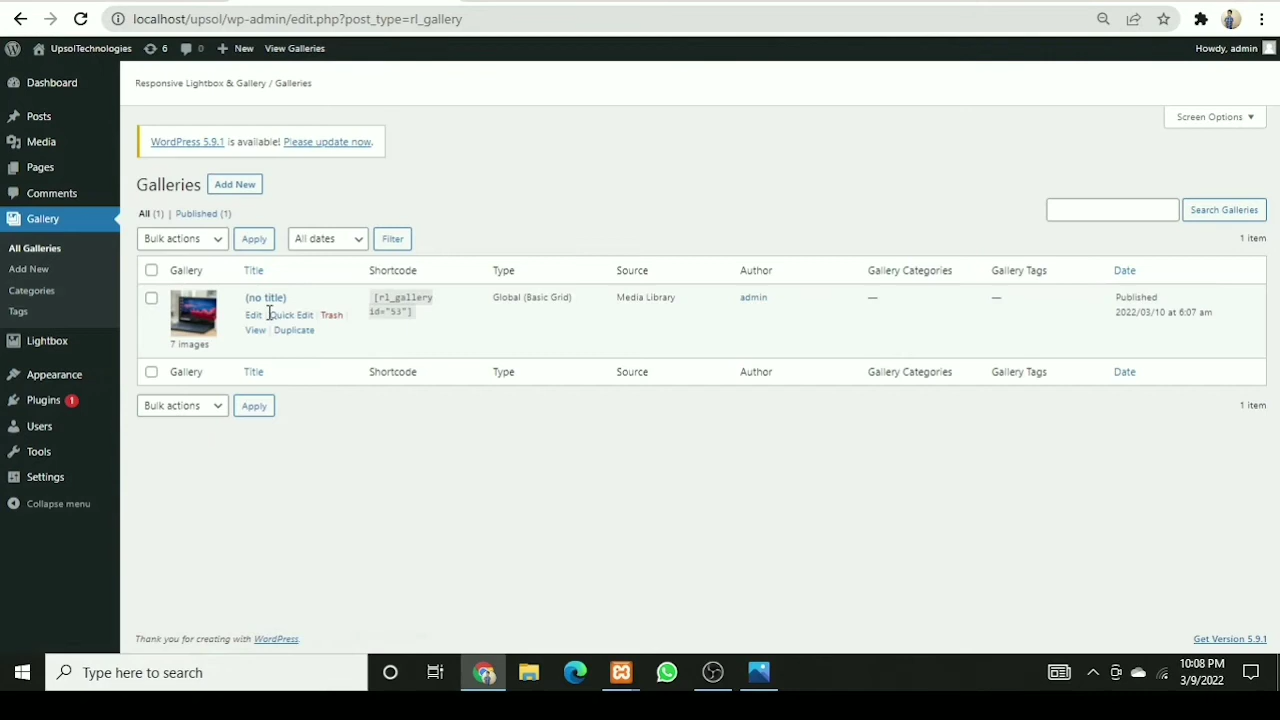 localhost/upsol/wp-admin/edit.php?post_type=rl_gallery
UpsolTechnologies 6 0 New View Galleries Howdy, admin
Responsive Lightbox & Gallery / Galleries
Screen Options
WordPress 5.9.1 is available! Please update now.
Dashboard
Posts
Media
Pages
Comments
Gallery
All Galleries
Add New
Categories
Tags
Lightbox
Appearance
Plugins 1
Users
Tools
Settings
Collapse menu
Galleries Add New
All (1) | Published (1)
Search Galleries
Bulk actions Apply All dates Filter
1 item
Gallery Title Shortcode Type Source Author Gallery Categories Gallery Tags Date
(no title) [rl_gallery Global (Basic Grid) Media Library admin — — Published
Edit | Quick Edit | Trash | id="53"] 2022/03/10 at 6:07 am
View | Duplicate
7 images
Gallery Title Shortcode Type Source Author Gallery Categories Gallery Tags Date
Bulk actions Apply
1 item
Thank you for creating with WordPress.
Get Version 5.9.1
Type here to search
10:08 PM
3/9/2022